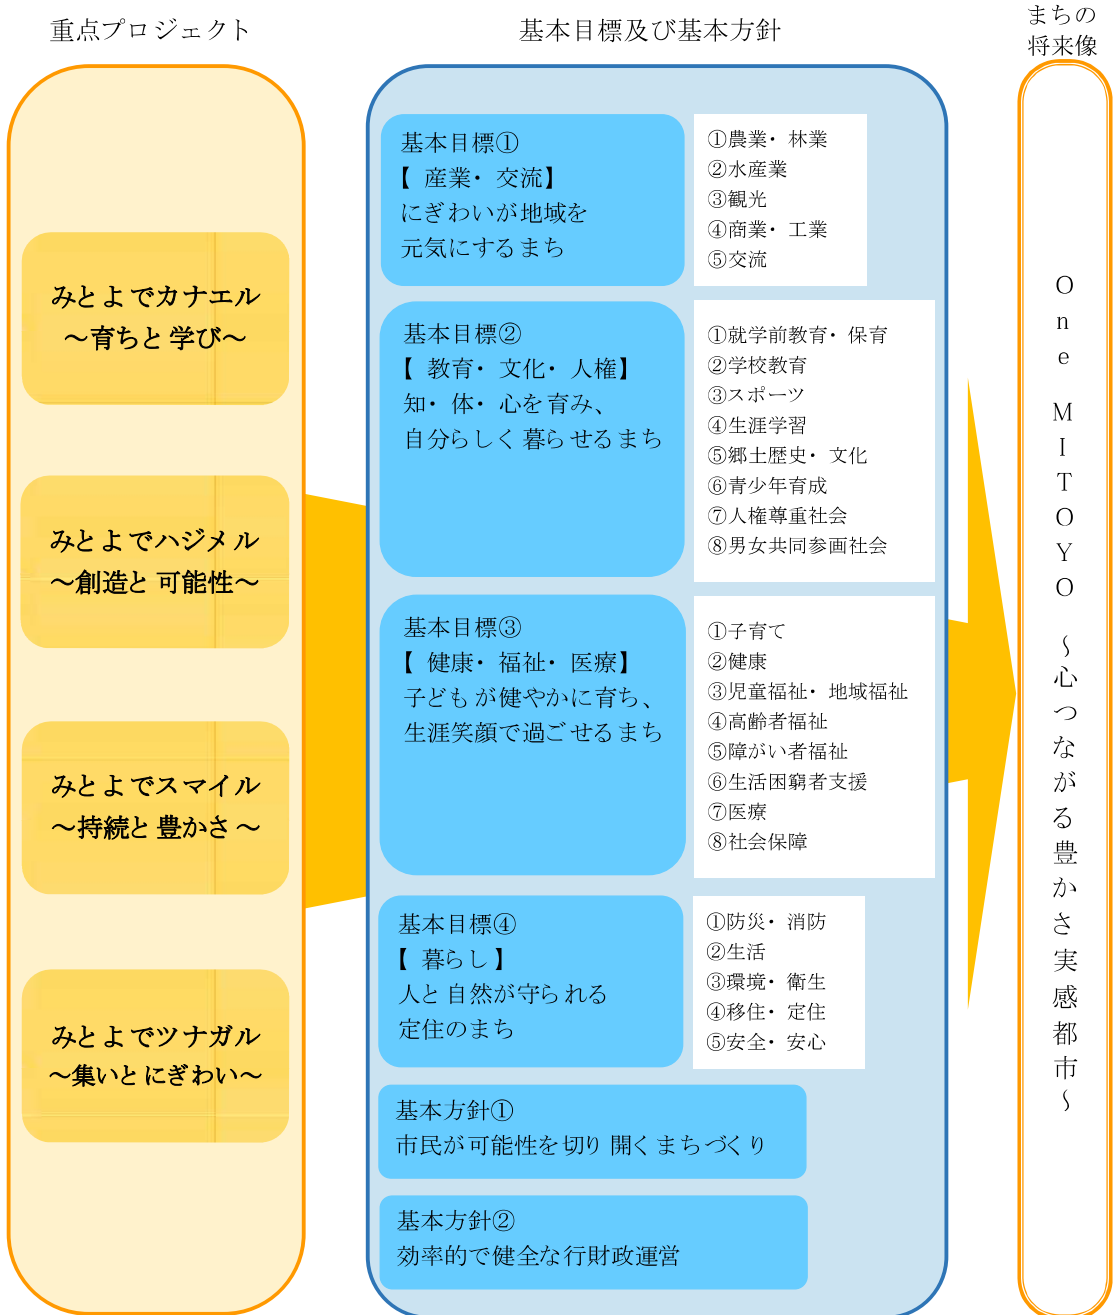 重点プロジェクト
みとよでカナエル
～育ちと学び～
みとよでハジメル
～創造と可能性～
みとよでスマイル
～持続と豊かさ～
みとよでツナガル
～集いとにぎわい～
基本目標及び基本方針
基本目標①
【産業・交流】
にぎわいが地域を
元気にするまち
①農業・林業
②水産業
③観光
④商業・工業
⑤交流
基本目標②
【教育・文化・人権】
知・体・心を育み、
自分らしく暮らせるまち
①就学前教育・保育
②学校教育
③スポーツ
④生涯学習
⑤郷土歴史・文化
⑥青少年育成
⑦人権尊重社会
⑧男女共同参画社会
基本目標③
【健康・福祉・医療】
子どもが健やかに育ち、
生涯笑顔で過ごせるまち
①子育て
②健康
③児童福祉・地域福祉
④高齢者福祉
⑤障がい者福祉
⑥生活困窮者支援
⑦医療
⑧社会保障
基本目標④
【暮らし】
人と自然が守られる
定住のまち
①防災・消防
②生活
③環境・衛生
④移住・定住
⑤安全・安心
基本方針①
市民が可能性を切り開くまちづくり
基本方針②
効率的で健全な行財政運営
まちの
将来像
One MITOYO ～心つながる豊かさ実感都市～